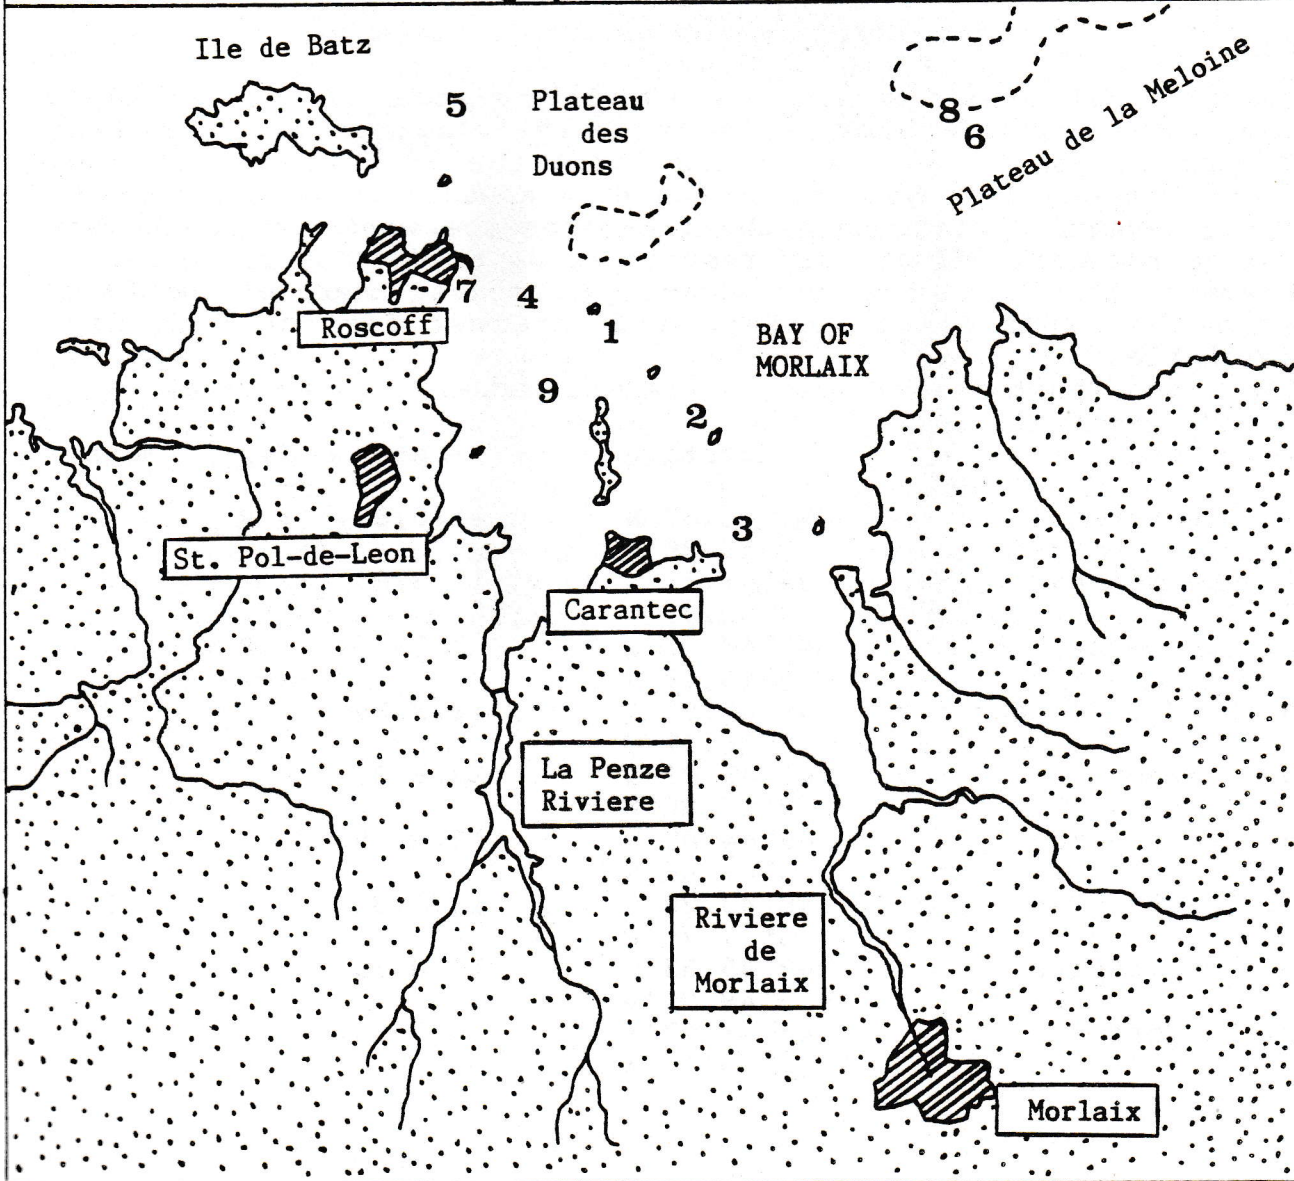 Ile de Batz
5
Plateau
des
Duons
8
6
Plateau de la Meloine
7
4
Roscoff
1
BAY OF
MORLAIX
9
2
3
St. Pol-de-Leon
Carantec
La Penze
Riviere
Riviere
de
Morlaix
Morlaix